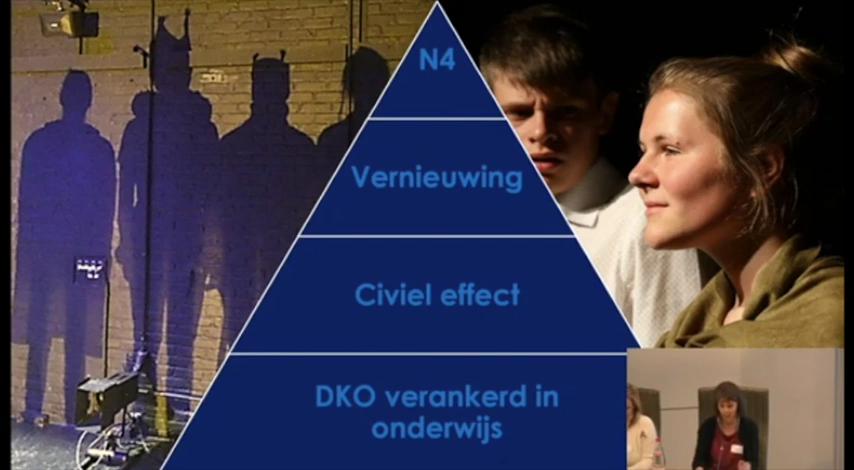 N4
Vernieuwing
Civiel effect
DKO verankerd in
onderwijs